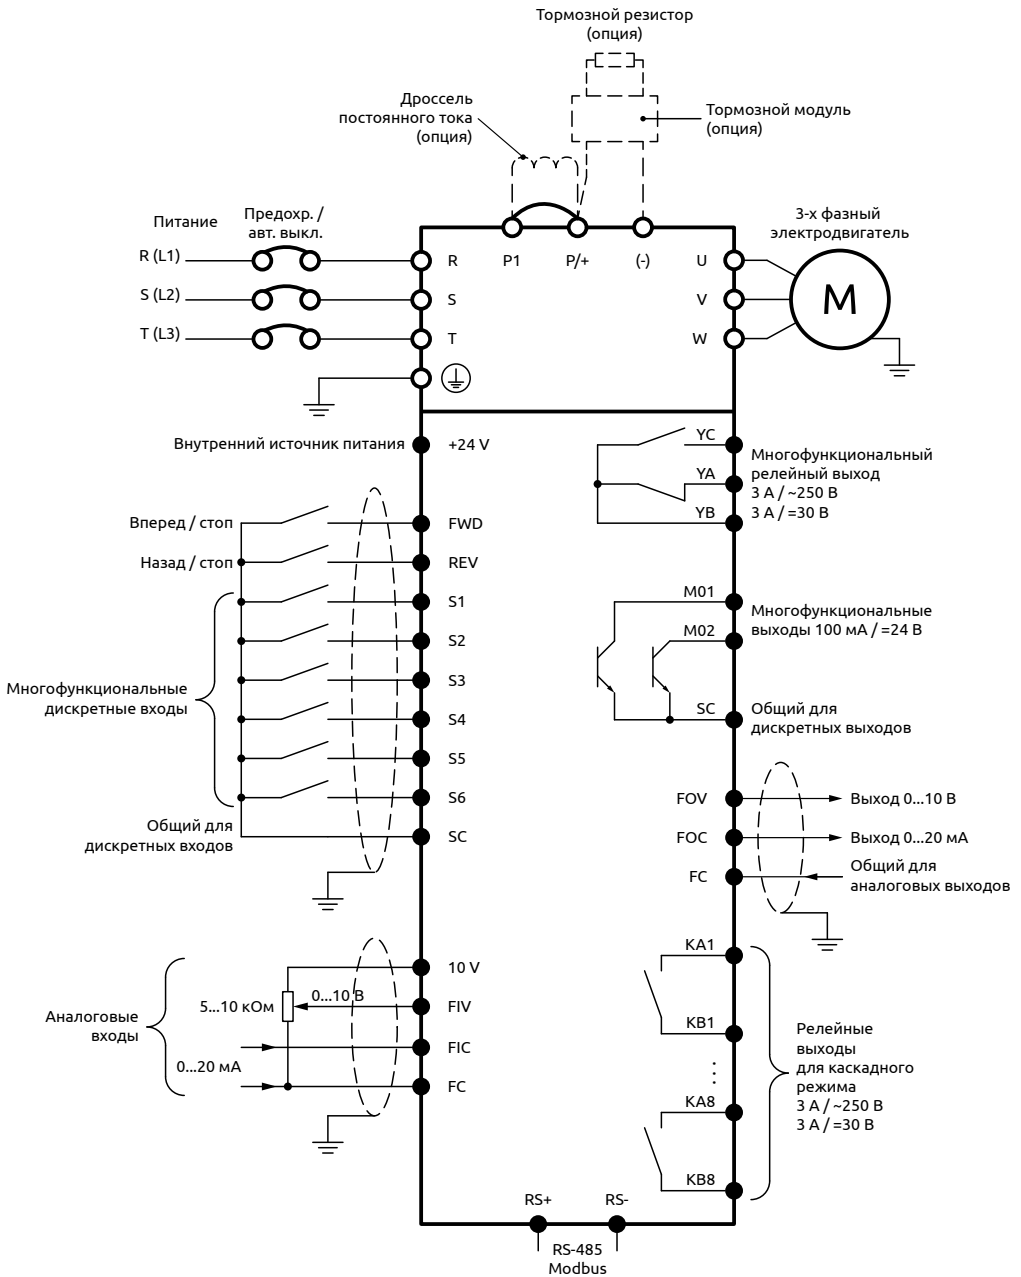 Тормозной резистор
(опция)
Дроссель
постоянного тока
(опция)
Тормозной модуль
(опция)
Питание
Предохр. /
авт. выкл.
3-х фазный
электродвигатель
R (L1)
R
P1
P/+
(-)
U
S (L2)
S
V
M
T (L3)
T
W
Внутренний источник питания
+24 V
YC
YA
YB
Многофункциональный
релейный выход
3 А / ~250 В
3 А / =30 В
Вперед / стоп
FWD
Назад / стоп
REV
S1
S2
S3
S4
S5
S6
Многофункциональные
дискретные входы
Общий для
дискретных входов
SC
M01
M02
Многофункциональные
выходы 100 мА / =24 В
SC
Общий для
дискретных выходов
FOV
Выход 0...10 В
FOC
Выход 0...20 мА
FC
Общий для
аналоговых выходов
Аналоговые
входы
10 V
5...10 кОм
0...10 В
FIV
FIC
0...20 мА
FC
KA1
KB1
KA8
KB8
Релейные
выходы
для каскадного
режима
3 А / ~250 В
3 А / =30 В
RS+
RS-
RS-485
Modbus